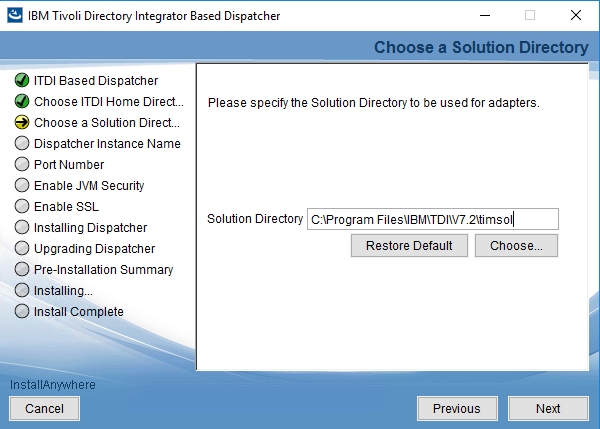 IBM Tivoli Directory Integrator Based Dispatcher
Choose a Solution Directory
ITDI Based Dispatcher
Choose ITDI Home Direct...
Choose a Solution Direct...
Dispatcher Instance Name
Port Number
Enable JVM Security
Enable SSL
Installing Dispatcher
Upgrading Dispatcher
Pre-Installation Summary
Installing...
Install Complete
Please specify the Solution Directory to be used for adapters.
Solution Directory C:\Program Files\IBM\TDI\V7.2\timsol
Restore Default Choose...
InstallAnywhere
Cancel Previous Next